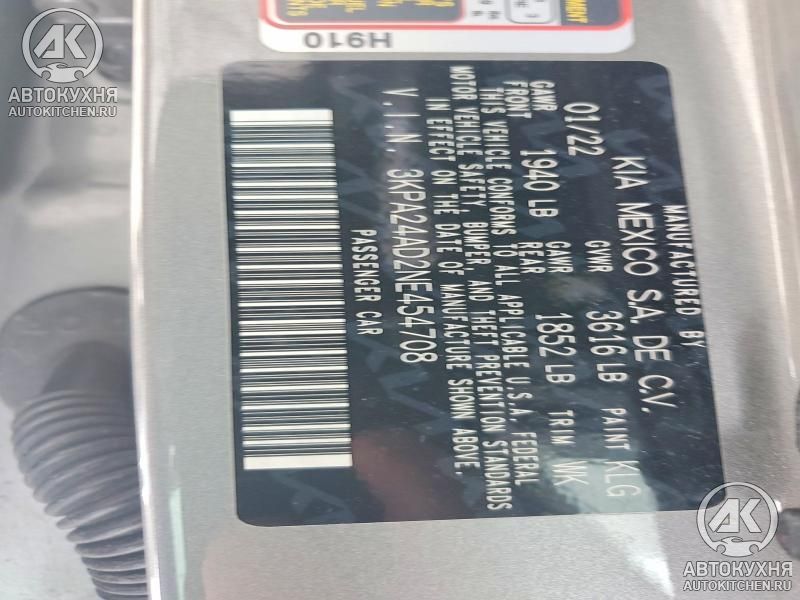 MANUFACTURED BY
KIA MEXICO S.A. DE C.V.
01/22 GVWR 3616 LB PAINT KLG
GAWR FRONT 1940 LB GAWR REAR 1852 LB TRIM WK
THIS VEHICLE CONFORMS TO ALL APPLICABLE U.S.A. FEDERAL
MOTOR VEHICLE SAFETY, BUMPER, AND THEFT PREVENTION STANDARDS
IN EFFECT ON THE DATE OF MANUFACTURE SHOWN ABOVE.
V.I.N. 3KPA24AD2NE454708
PASSENGER CAR
H910
АК
АВТОКУХНЯ
AUTOKITCHEN.RU
АК
АВТОКУХНЯ
AUTOKITCHEN.RU